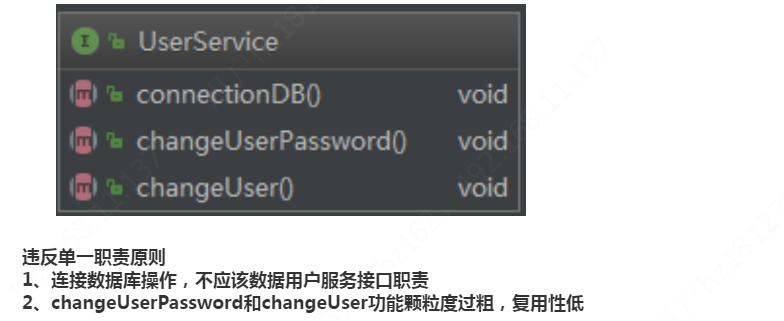 UserService
connectionDB() void
changeUserPassword() void
changeUser() void
违反单一职责原则
1、连接数据库操作，不应该数据用户服务接口职责
2、changeUserPassword和changeUser功能颗粒度过粗，复用性低